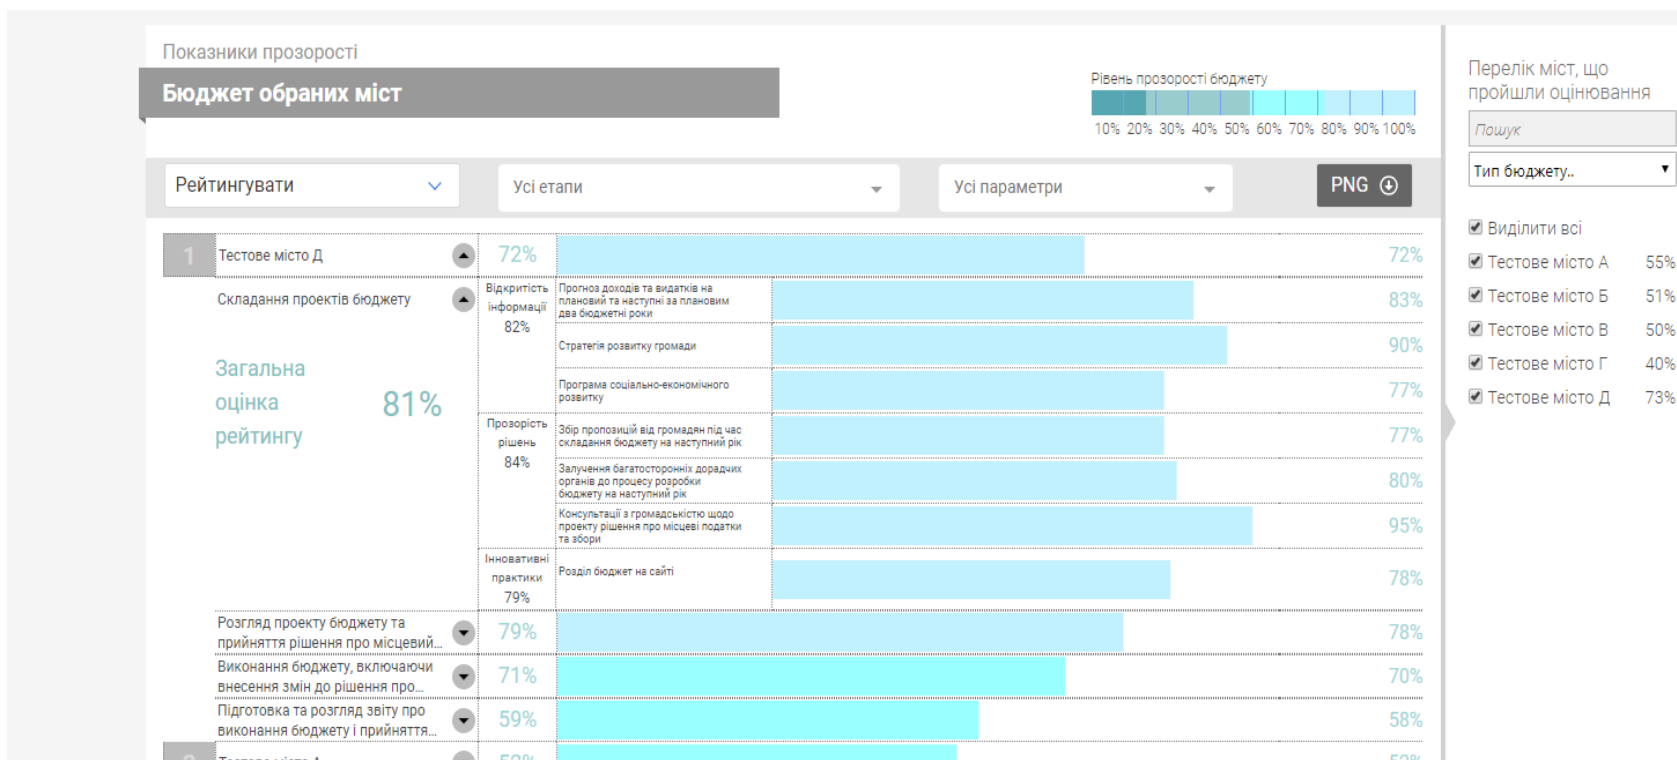 Показники прозорості
Бюджет обраних міст
Рівень прозорості бюджету
10% 20% 30% 40% 50% 60% 70% 80% 90% 100%
Рейтингувати
Усі етапи
Усі параметри
PNG
1
Тестове місто Д
72%
72%
Складання проектів бюджету
Загальна
оцінка
рейтингу
81%
Відкритість
інформації
82%
Прогноз доходів та видатків на
плановий та наступні за плановим
два бюджетні роки
83%
Стратегія розвитку громади
90%
Програма соціально-економічного
розвитку
77%
Прозорість
рішень
84%
Збір пропозицій від громадян під час
складання бюджету на наступний рік
77%
Залучення багатосторонніх дорадчих
органів до процесу розробки
бюджету на наступний рік
80%
Консультації з громадськістю щодо
проекту рішення про місцеві податки
та збори
95%
Інноватив​ні
практики
79%
Розділ бюджет на сайті
78%
Розгляд проекту бюджету та
прийняття рішення про місцевий...
79%
78%
Виконання бюджету, включаючи
внесення змін до рішення про...
71%
70%
Підготовка та розгляд звіту про
виконання бюджету і прийняття...
59%
58%
Перелік міст, що
пройшли оцінювання
Пошук
Тип бюджету..
Виділити всі
Тестове місто А 55%
Тестове місто Б 51%
Тестове місто В 50%
Тестове місто Г 40%
Тестове місто Д 73%